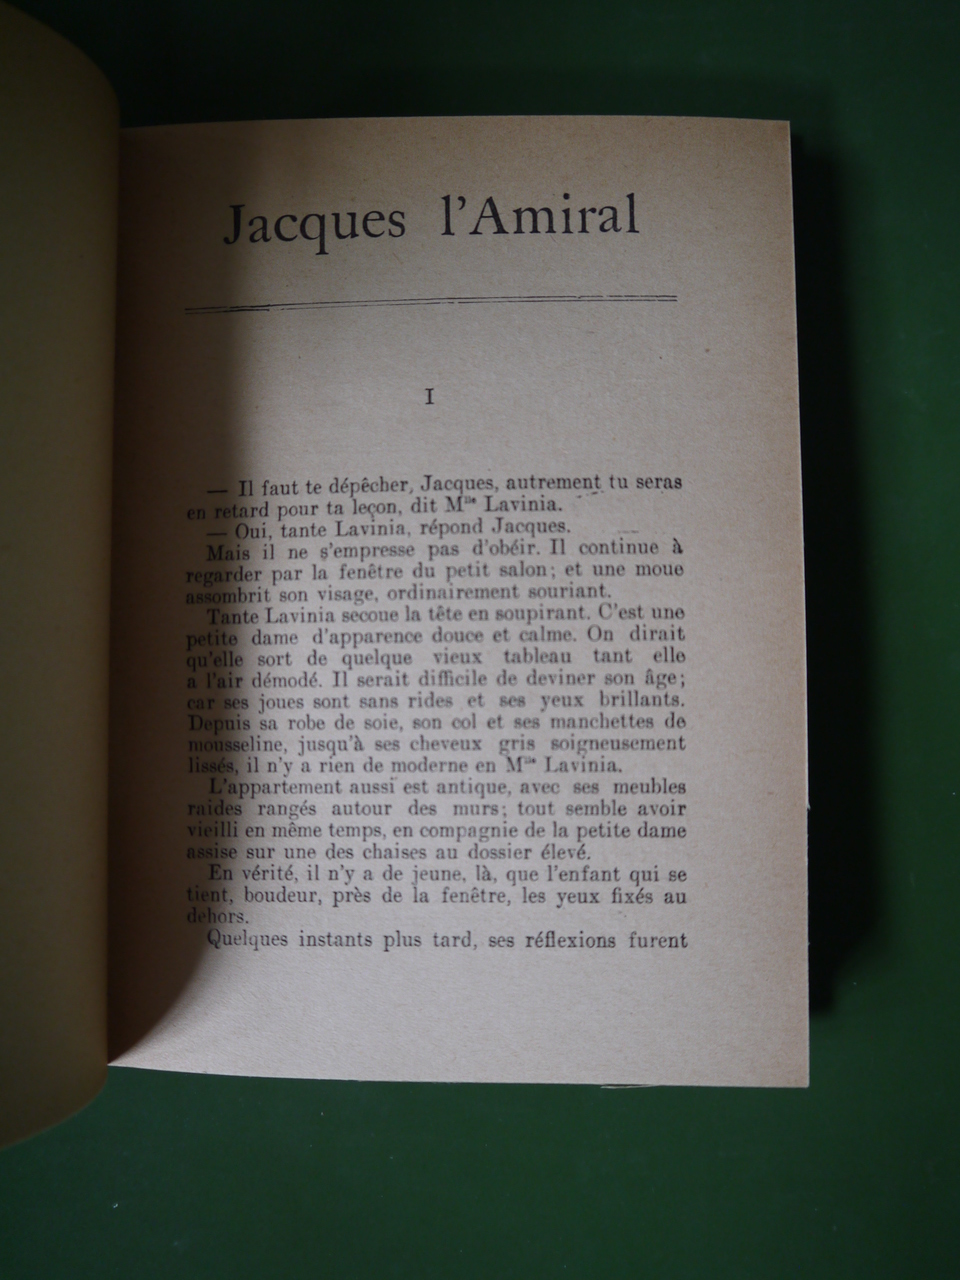 Jacques l'Amiral
I
— Il faut te dépêcher, Jacques, autrement tu seras
en retard pour ta leçon, dit Mlle Lavinia.
— Oui, tante Lavinia, répond Jacques.
Mais il ne s'empresse pas d'obéir. Il continue à
regarder par la fenêtre du petit salon; et une moue
assombrit son visage, ordinairement souriant.
Tante Lavinia secoue la tête en soupirant. C'est une
petite dame d'apparence douce et calme. On dirait
qu'elle sort de quelque vieux tableau tant elle
a l'air démodé. Il serait difficile de deviner son âge;
car ses joues sont sans rides et ses yeux brillants.
Depuis sa robe de soie, son col et ses manchettes de
mousseline, jusqu'à ses cheveux gris soigneusement
lissés, il n'y a rien de moderne en Mlle Lavinia.
L'appartement aussi est antique, avec ses meubles
raides rangés autour des murs; tout semble avoir
vieilli en même temps, en compagnie de la petite dame
assise sur une des chaises au dossier élevé.
En vérité, il n'y a de jeune, là, que l'enfant qui se
tient, boudeur, près de la fenêtre, les yeux fixés au
dehors.
Quelques instants plus tard, ses réflexions furent